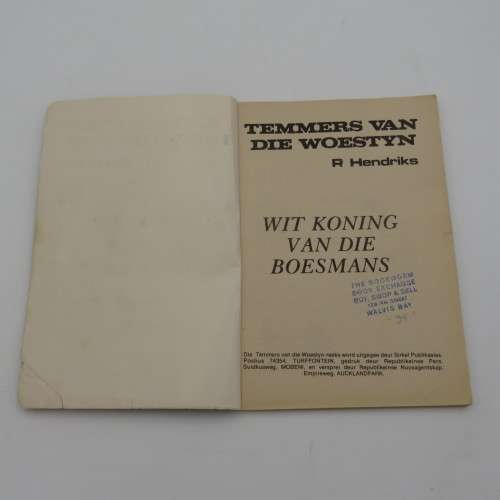 TEMMERS VAN
DIE WOESTYN
R Hendriks
WIT KONING
VAN DIE
BOESMANS
THE BOOKWORM
BOOK EXCHANGE
BUY, SWOP & SELL
WALVIS BAY
Die Temmers van die Woestyn-reeks word uitgegee deur Sirkel Publikasies
Posbus 74354, TURFFONTEIN, gedruk deur Republikeinse Pers
Suidkusweg, MOBENI, en versprei deur Republikeinse Nuusagentskap,
Empireweg, AUCKLANDPARK.